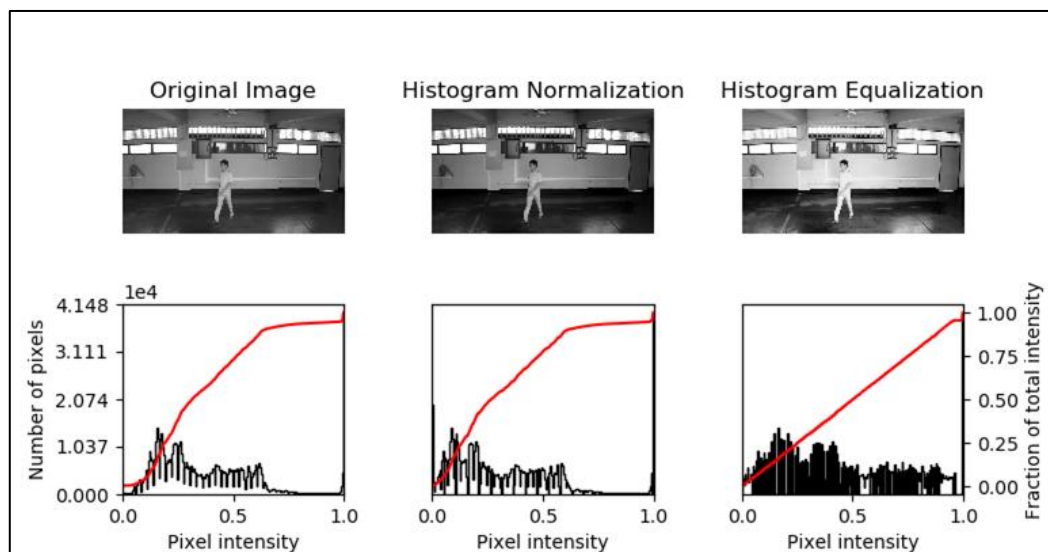 Original Image
Histogram Normalization
Histogram Equalization
1e4
4.148
3.111
2.074
1.037
0.000
Number of pixels
0.0
0.5
1.0
Pixel intensity
0.0
0.5
1.0
Pixel intensity
0.0
0.5
1.0
Pixel intensity
1.00
0.75
0.50
0.25
0.00
Fraction of total intensity